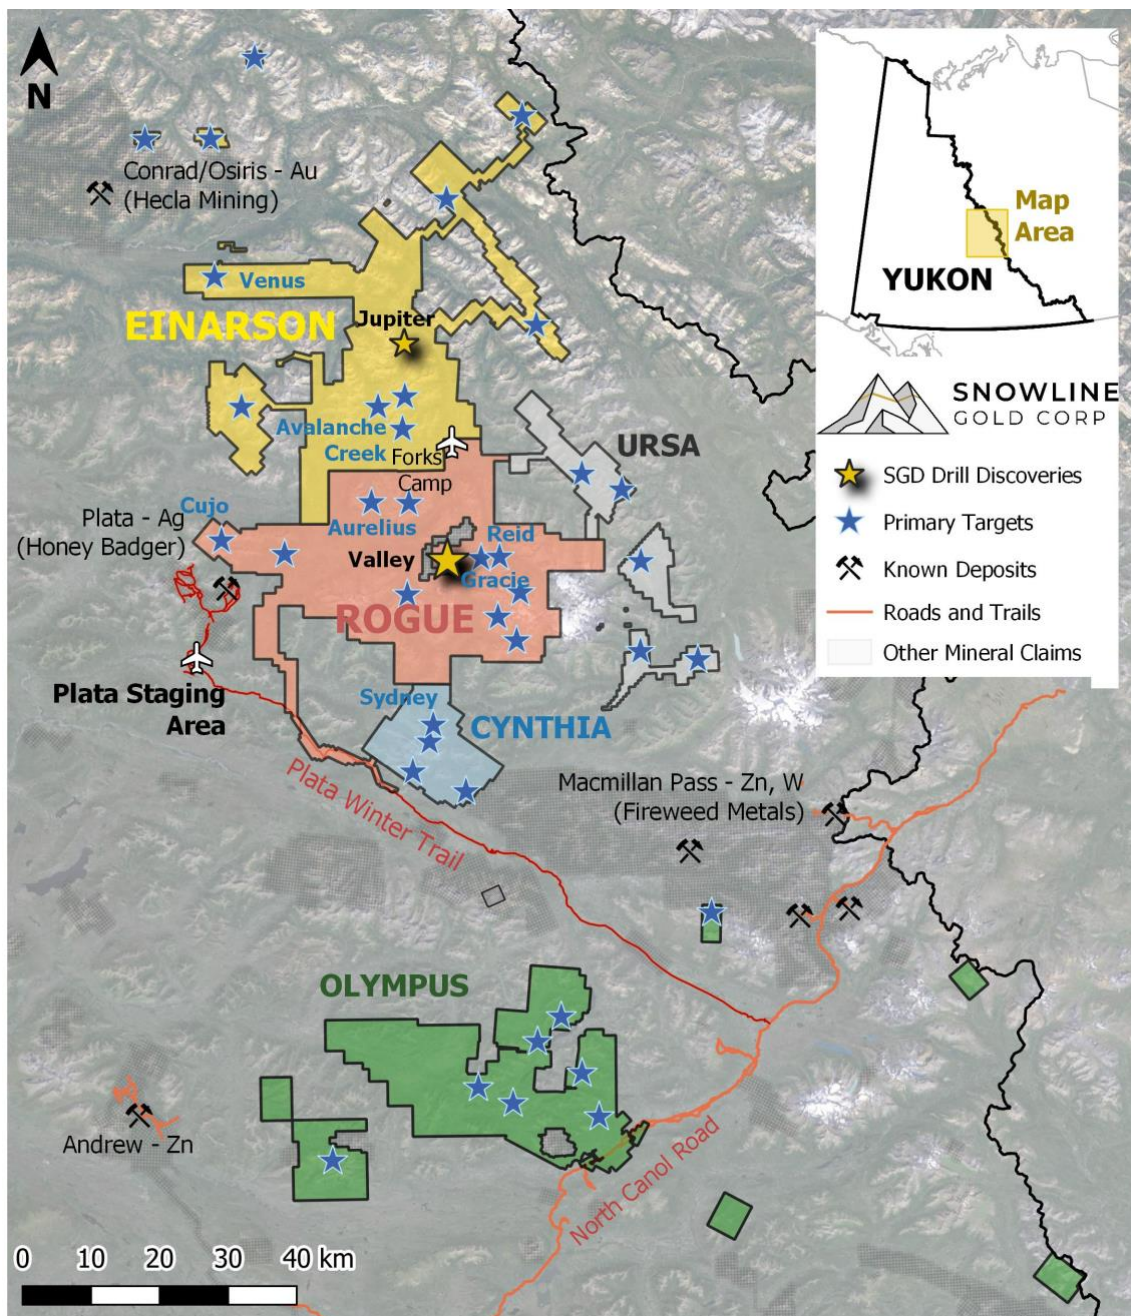 N
Conrad/Osiris - Au
(Hecla Mining)
Venus
EINARSON
Jupiter
Avalanche
Creek
Forks
Camp
URSA
Cujo
Plata - Ag
(Honey Badger)
Aurelius
Valley
Reid
Gracie
ROGUE
Plata Staging
Area
Sydney
CYNTHIA
Plata Winter Trail
Macmillan Pass - Zn, W
(Fireweed Metals)
OLYMPUS
Andrew - Zn
North Canol Road
0 10 20 30 40 km
Map
Area
YUKON
SNOWLINE
GOLD CORP
SGD Drill Discoveries
Primary Targets
Known Deposits
Roads and Trails
Other Mineral Claims